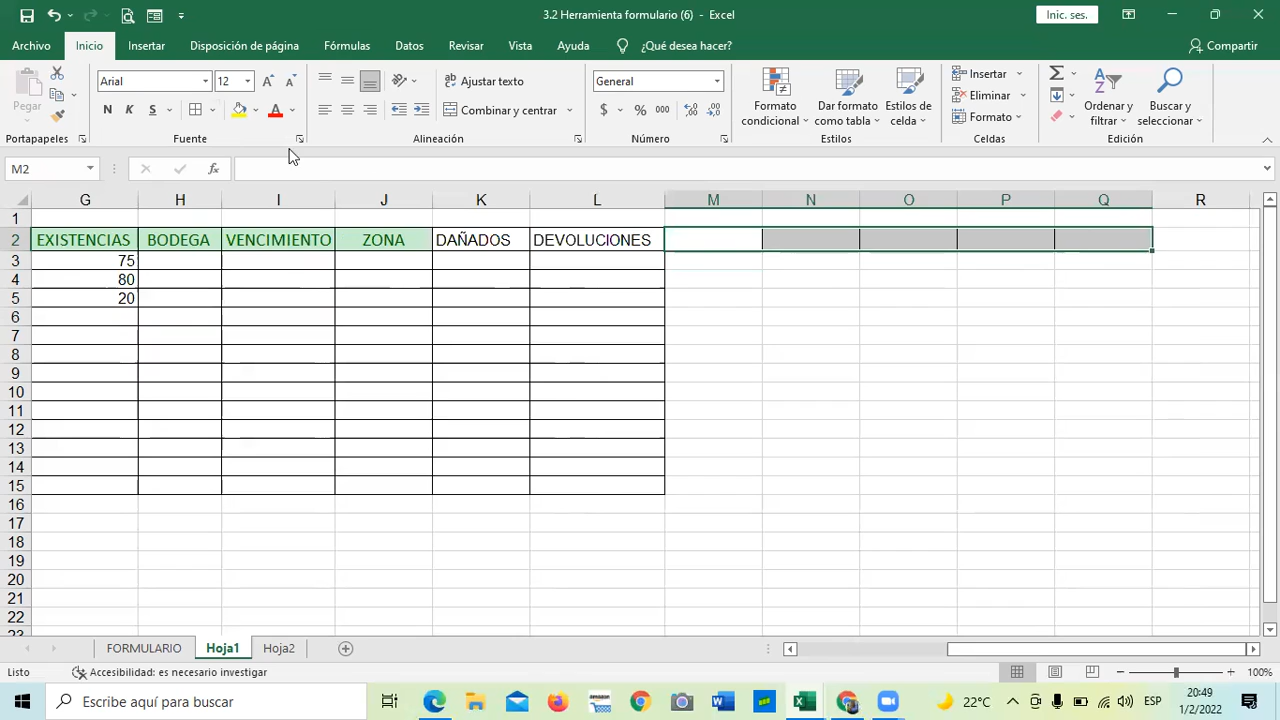 3.2 Herramienta formulario (6) - Excel
Inic. ses.
Archivo Inicio Insertar Disposición de página Fórmulas Datos Revisar Vista Ayuda ¿Qué desea hacer? Compartir
Pegar
Arial 12
N K S
Ajustar texto
Combinar y centrar
General
$ % 000
Formato condicional
Dar formato como tabla
Estilos de celda
Insertar
Eliminar
Formato
Ordenar y filtrar
Buscar y seleccionar
Portapapeles Fuente Alineación Número Estilos Celdas Edición
M2 fx
G H I J K L M N O P Q R
1
2 EXISTENCIAS BODEGA VENCIMIENTO ZONA DAÑADOS DEVOLUCIONES
3 75
4 80
5 20
6
7
8
9
10
11
12
13
14
15
16
17
18
19
20
21
22
23
FORMULARIO Hoja1 Hoja2
Listo Accesibilidad: es necesario investigar 100%
Escribe aquí para buscar 22°C ESP 20:49
1/2/2022